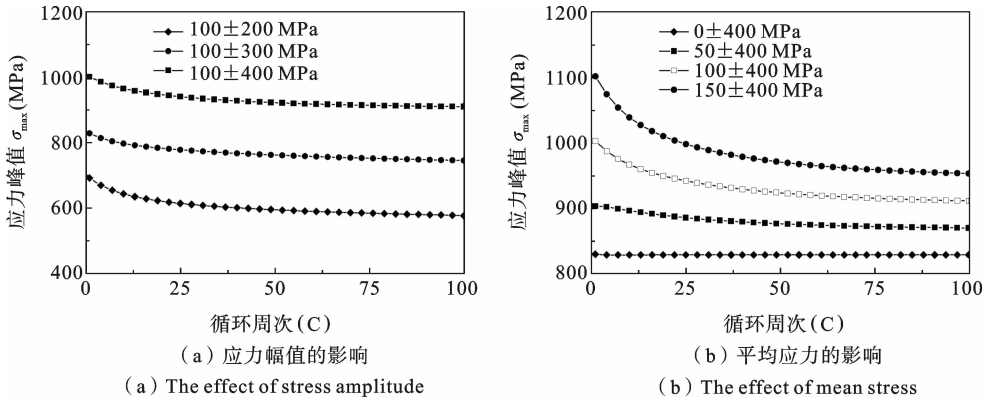 1200
1000
800
600
400
0
25
50
75
100
应力峰值 σmax (MPa)
100±200 MPa
100±300 MPa
100±400 MPa
循环周次 (C)
(a) 应力幅值的影响
(a) The effect of stress amplitude
1200
1100
1000
900
800
0
25
50
75
100
应力峰值 σmax (MPa)
0±400 MPa
50±400 MPa
100±400 MPa
150±400 MPa
循环周次 (C)
(b) 平均应力的影响
(b) The effect of mean stress